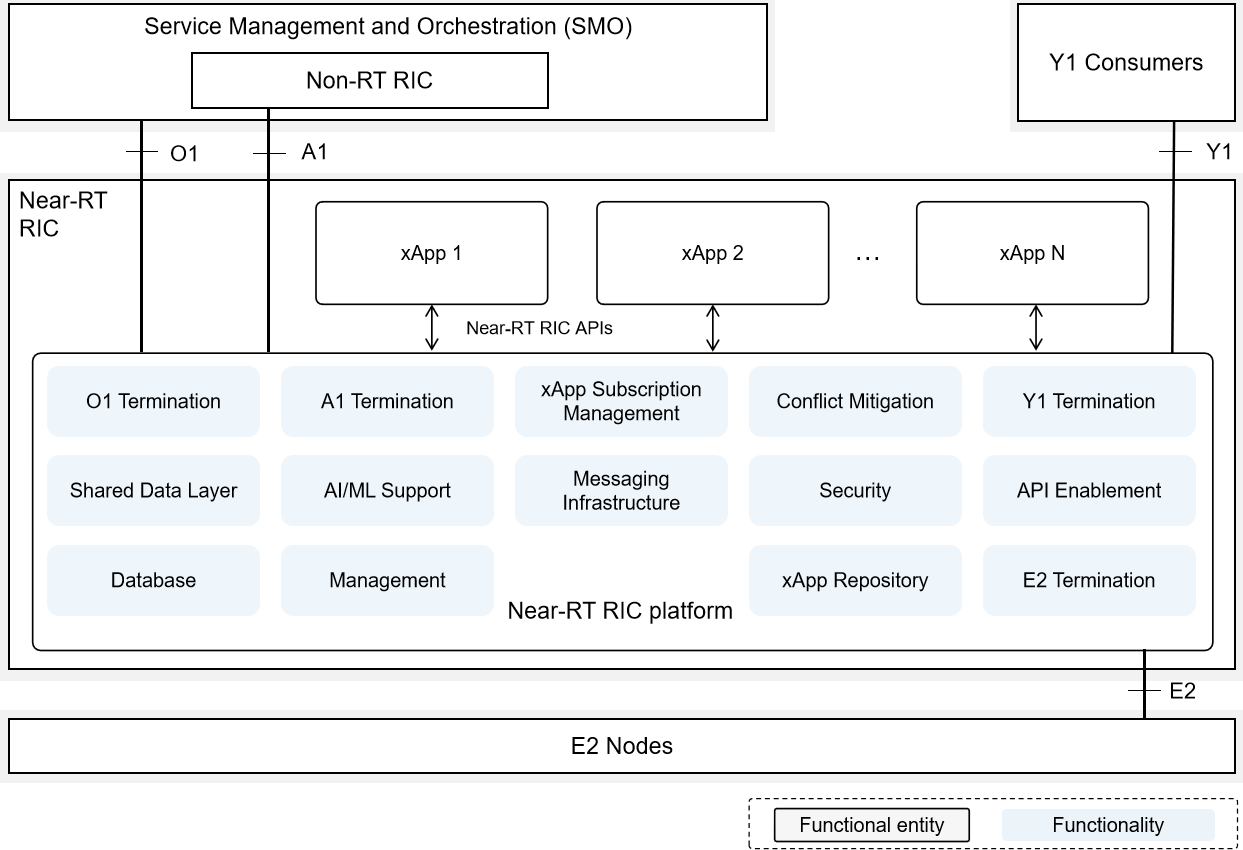 Service Management and Orchestration (SMO)
Non-RT RIC
Y1 Consumers
O1
A1
Y1
Near-RT
RIC
xApp 1
xApp 2
...
xApp N
Near-RT RIC APIs
O1 Termination
A1 Termination
xApp Subscription
Management
Conflict Mitigation
Y1 Termination
Shared Data Layer
AI/ML Support
Messaging
Infrastructure
Security
API Enablement
Database
Management
xApp Repository
E2 Termination
Near-RT RIC platform
E2
E2 Nodes
Functional entity
Functionality